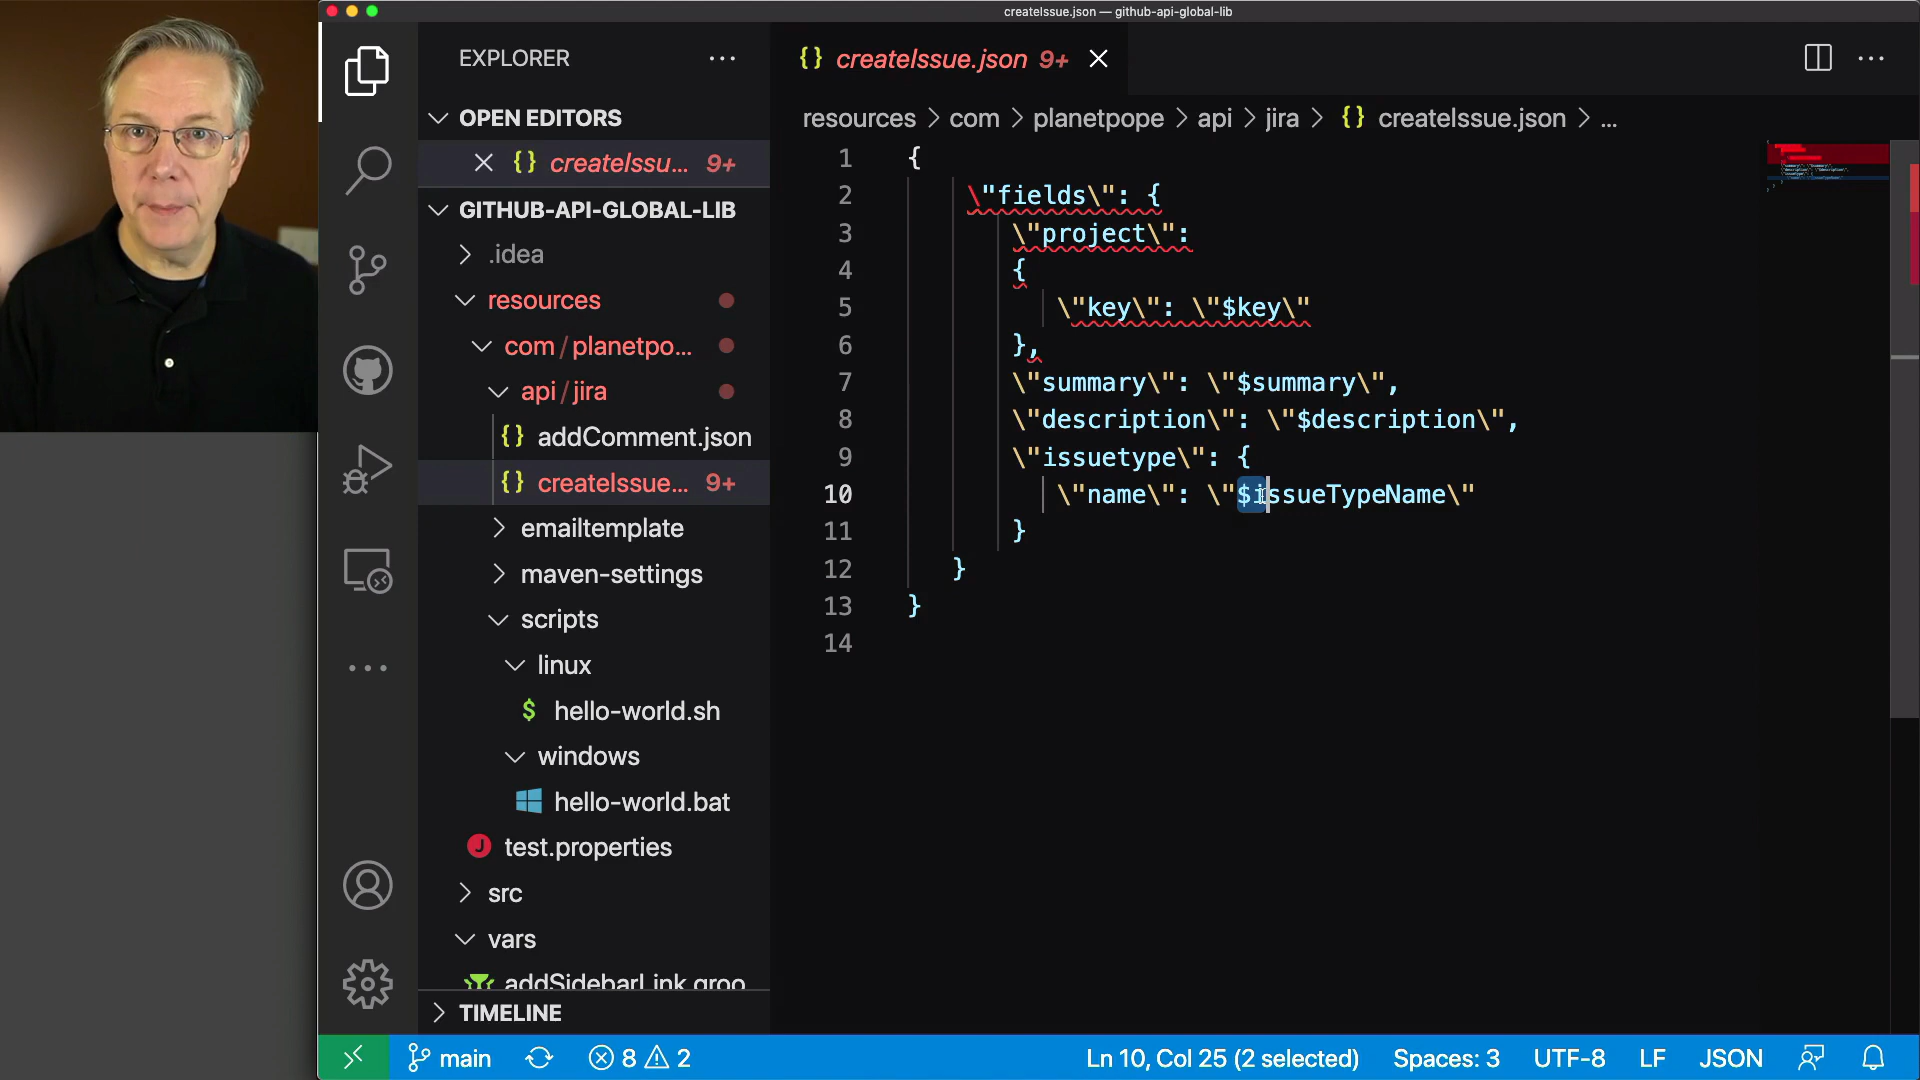 createIssue.json — github-api-global-lib
EXPLORER
createIssue.json 9+
OPEN EDITORS
createIssu... 9+
resources > com > planetpope > api > jira > {} createIssue.json > ...
GITHUB-API-GLOBAL-LIB
.idea
resources
com / planetpo...
api / jira
{} addComment.json
{} createIssue... 9+
emailtemplate
maven-settings
scripts
linux
$ hello-world.sh
windows
hello-world.bat
J test.properties
src
vars
addSidebarLink.groo
TIMELINE
1 {
2 \"fields\": {
3 \"project\":
4 {
5 \"key\": \"$key\"
6 },
7 \"summary\": \"$summary\",
8 \"description\": \"$description\",
9 \"issuetype\": {
10 \"name\": \"$issueTypeName\"
11 }
12 }
13 }
14
main 8 2 Ln 10, Col 25 (2 selected) Spaces: 3 UTF-8 LF JSON